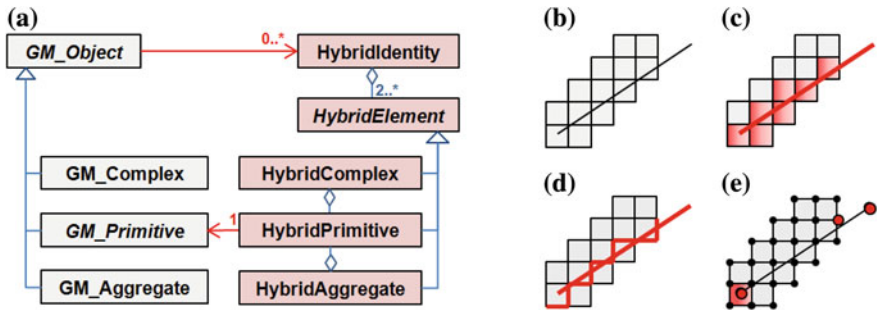 (a)
GM_Object
0..*
HybridIdentity
2..*
HybridElement
GM_Complex
HybridComplex
GM_Primitive
1
HybridPrimitive
GM_Aggregate
HybridAggregate
(b)
(c)
(d)
(e)